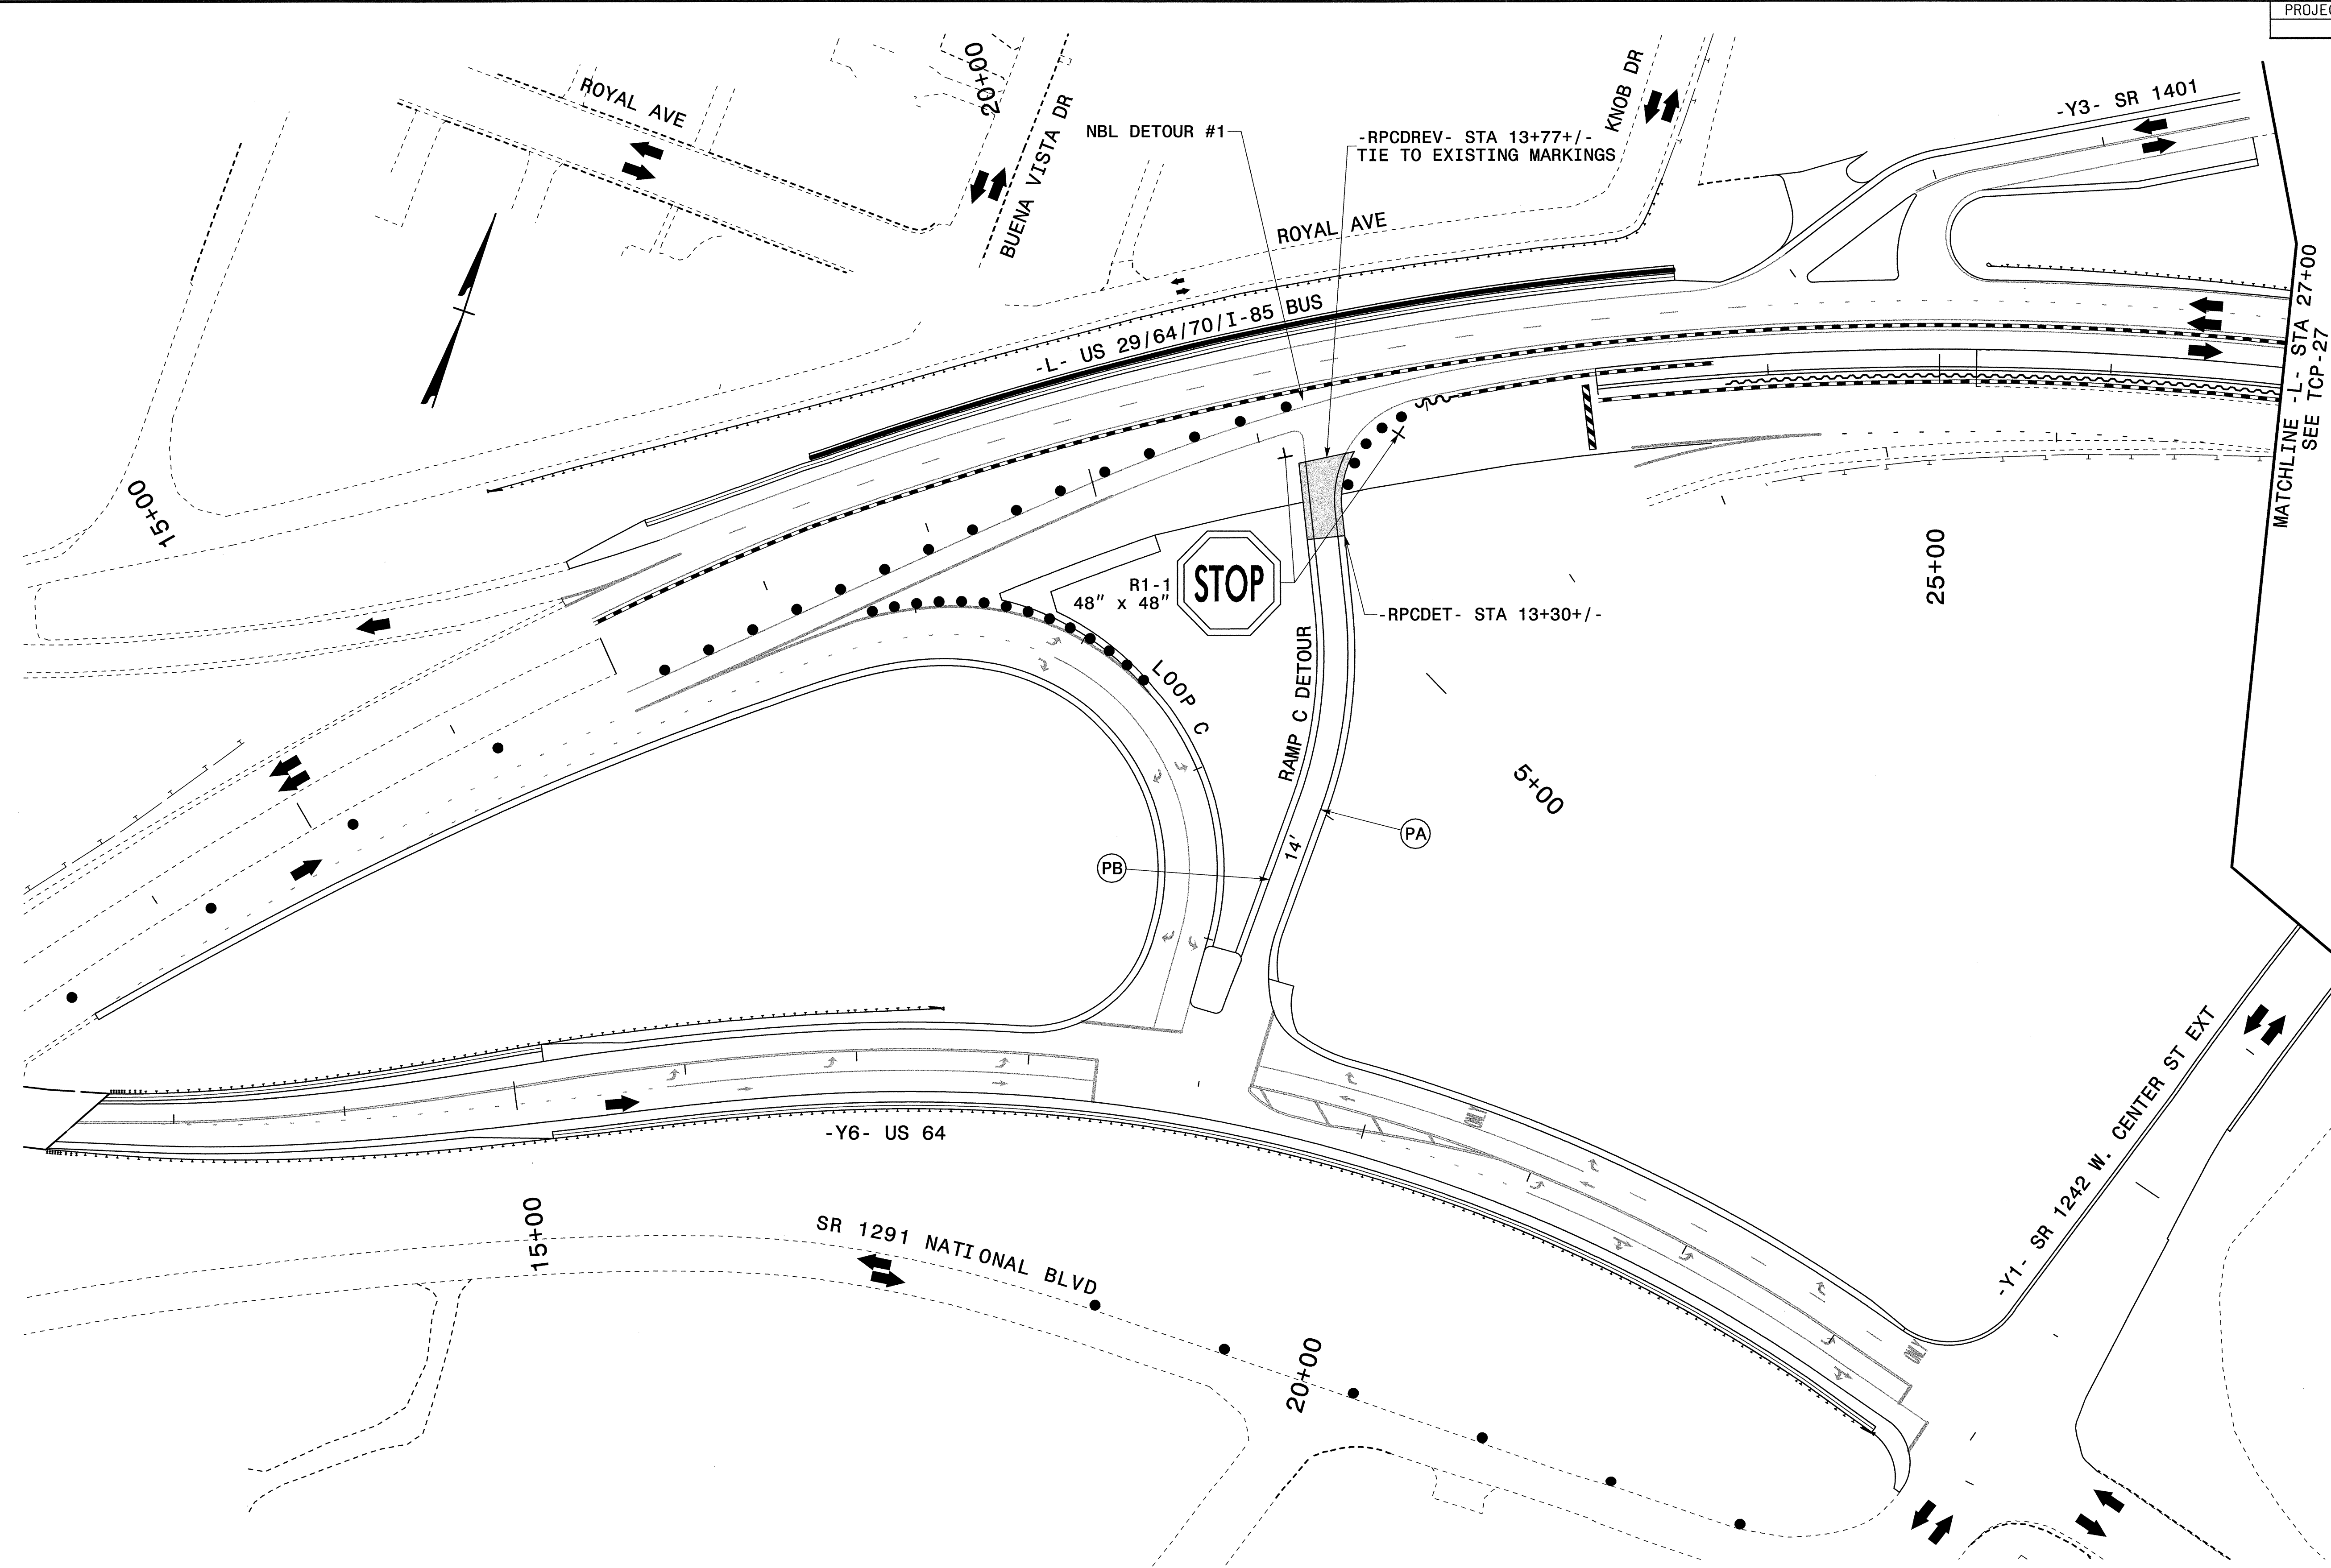 PROJEC
ROYAL AVE
20+00
BUENA VISTA DR
NBL DETOUR #1
-RPCDREV- STA 13+77+/-
TIE TO EXISTING MARKINGS
KNOB DR
-Y3- SR 1401
ROYAL AVE
-L- US 29/64/70/I-85 BUS
MATCHLINE -L- STA 27+00
SEE TCP-27
15+00
25+00
R1-1
48" x 48"
STOP
-RPCDET- STA 13+30+/-
LOOP C
RAMP C DETOUR
5+00
14'
PA
PB
ONLY
-Y6- US 64
-Y1- SR 1242 W. CENTER ST EXT
15+00
SR 1291 NATIONAL BLVD
20+00
ONLY